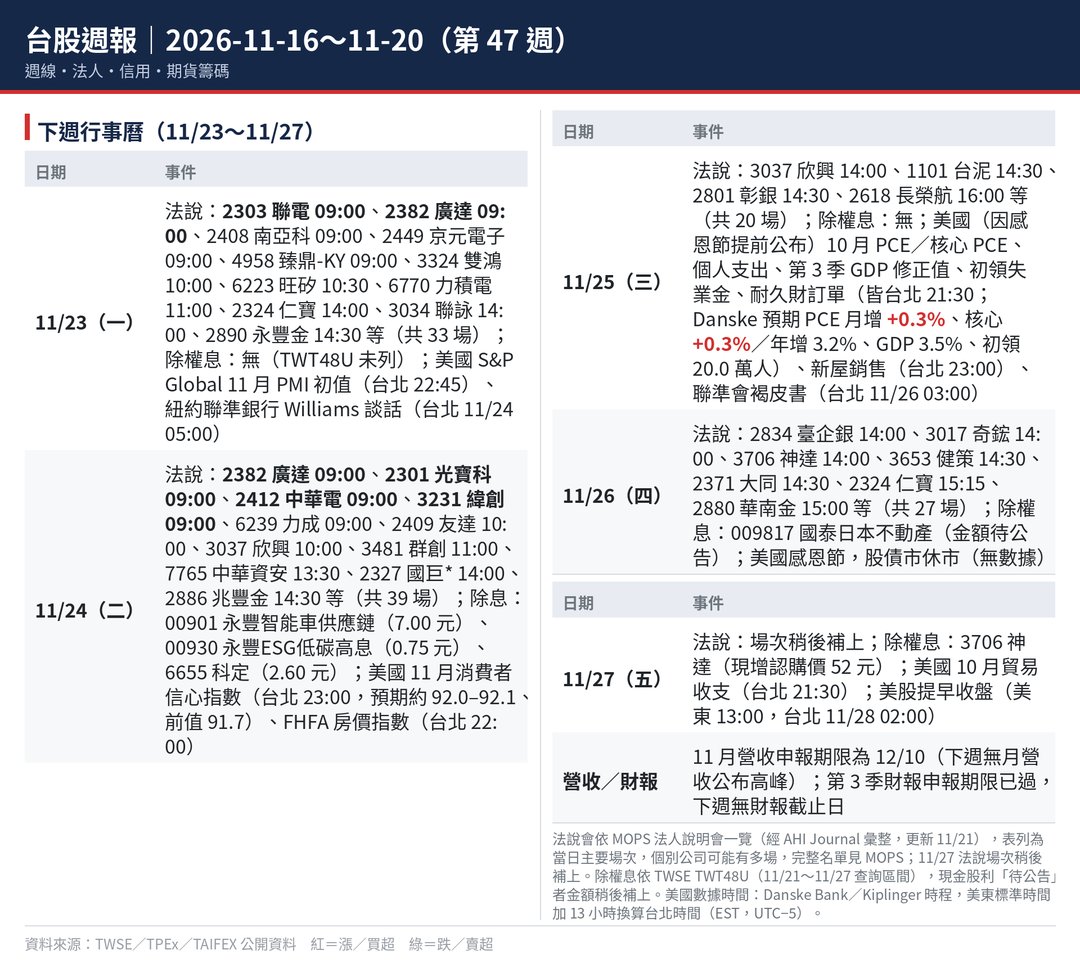 台股週報｜2026-11-16～11-20（第 47 週）
週線・法人・信用・期貨籌碼
下週行事曆（11/23～11/27）
日期 事件
11/23（一）
法說：2303 聯電 09:00、2382 廣達 09:
00、2408 南亞科 09:00、2449 京元電子
09:00、4958 臻鼎-KY 09:00、3324 雙鴻
10:00、6223 旺矽 10:30、6770 力積電
11:00、2324 仁寶 14:00、3034 聯詠 14:
00、2890 永豐金 14:30 等（共 33 場）；
除權息：無（TWT48U 未列）；美國 S&P
Global 11 月 PMI 初值（台北 22:45）、
紐約聯準銀行 Williams 談話（台北 11/24
05:00）
11/24（二）
法說：2382 廣達 09:00、2301 光寶科
09:00、2412 中華電 09:00、3231 緯創
09:00、6239 力成 09:00、2409 友達 10:
00、3037 欣興 10:00、3481 群創 11:00、
7765 中華資安 13:30、2327 國巨* 14:00、
2886 兆豐金 14:30 等（共 39 場）；除息：
00901 永豐智能車供應鏈（7.00 元）、
00930 永豐ESG低碳高息（0.75 元）、
6655 科定（2.60 元）；美國 11 月消費者
信心指數（台北 23:00，預期約 92.0–92.1、
前值 91.7）、FHFA 房價指數（台北 22:
00）
日期 事件
11/25（三）
法說：3037 欣興 14:00、1101 台泥 14:30、
2801 彰銀 14:30、2618 長榮航 16:00 等
（共 20 場）；除權息：無；美國（因感
恩節提前公布）10 月 PCE／核心 PCE、
個人支出、第 3 季 GDP 修正值、初領失
業金、耐久財訂單（皆台北 21:30；
Danske 預期 PCE 月增 +0.3%、核心
+0.3%／年增 3.2%、GDP 3.5%、初領
20.0 萬人）、新屋銷售（台北 23:00）、
聯準會褐皮書（台北 11/26 03:00）
11/26（四）
法說：2834 臺企銀 14:00、3017 奇鋐 14:
00、3706 神達 14:00、3653 健策 14:30、
2371 大同 14:30、2324 仁寶 15:15、
2880 華南金 15:00 等（共 27 場）；除權
息：009817 國泰日本不動產（金額待公
告）；美國感恩節，股債市休市（無數據）
日期 事件
11/27（五）
法說：場次稍後補上；除權息：3706 神
達（現增認購價 52 元）；美國 10 月貿易
收支（台北 21:30）；美股提早收盤（美
東 13:00，台北 11/28 02:00）
營收／財報
11 月營收申報期限為 12/10（下週無月營
收公布高峰）；第 3 季財報申報期限已過，
下週無財報截止日
法說會依 MOPS 法人說明會一覽（經 AHI Journal 彙整，更新 11/21），表列為
當日主要場次，個別公司可能有多場，完整名單見 MOPS；11/27 法說場次稍後
補上。除權息依 TWSE TWT48U（11/21～11/27 查詢區間），現金股利「待公告」
者金額稍後補上。美國數據時間：Danske Bank／Kiplinger 時程，美東標準時間
加 13 小時換算台北時間（EST，UTC−5）。
資料來源：TWSE／TPEx／TAIFEX 公開資料 紅＝漲／買超 綠＝跌／賣超